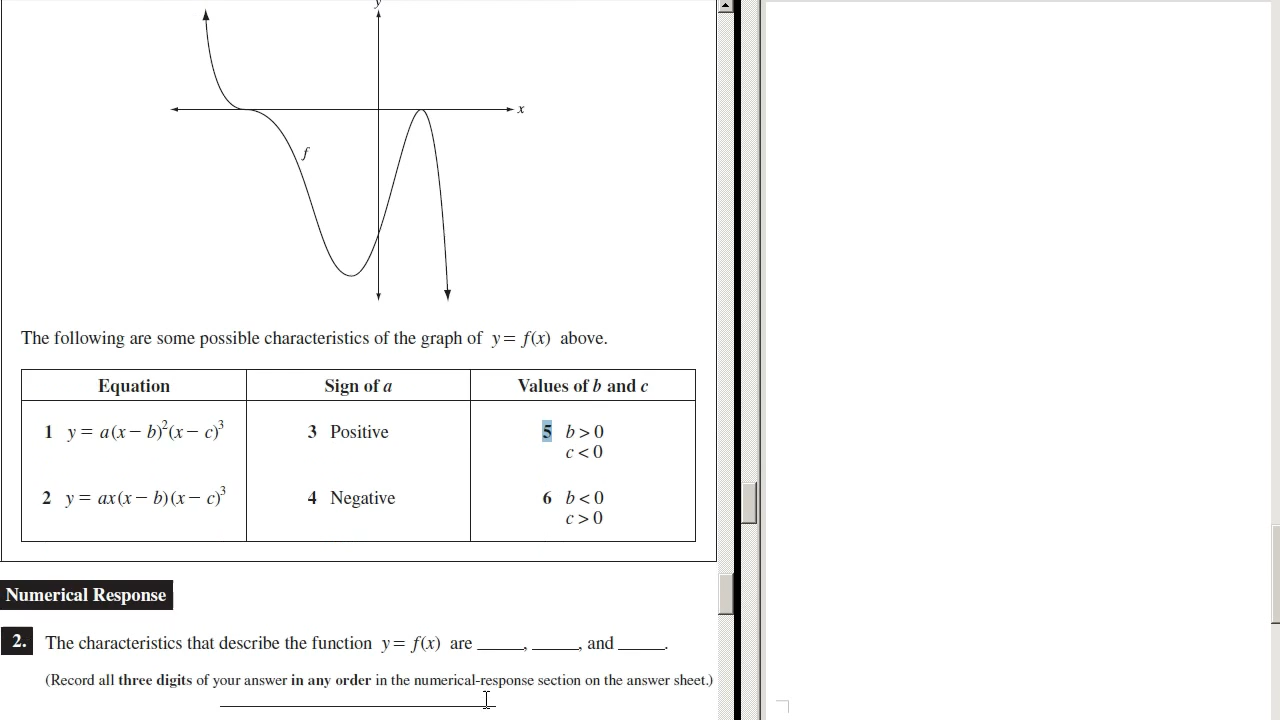 y
x
f
The following are some possible characteristics of the graph of y = f(x) above.
Equation Sign of a Values of b and c
1 y = a(x − b)²(x − c)³ 3 Positive 5 b > 0
c < 0
2 y = ax(x − b)(x − c)³ 4 Negative 6 b < 0
c > 0
Numerical Response
2. The characteristics that describe the function y = f(x) are _____, _____, and _____.
(Record all three digits of your answer in any order in the numerical-response section on the answer sheet.)